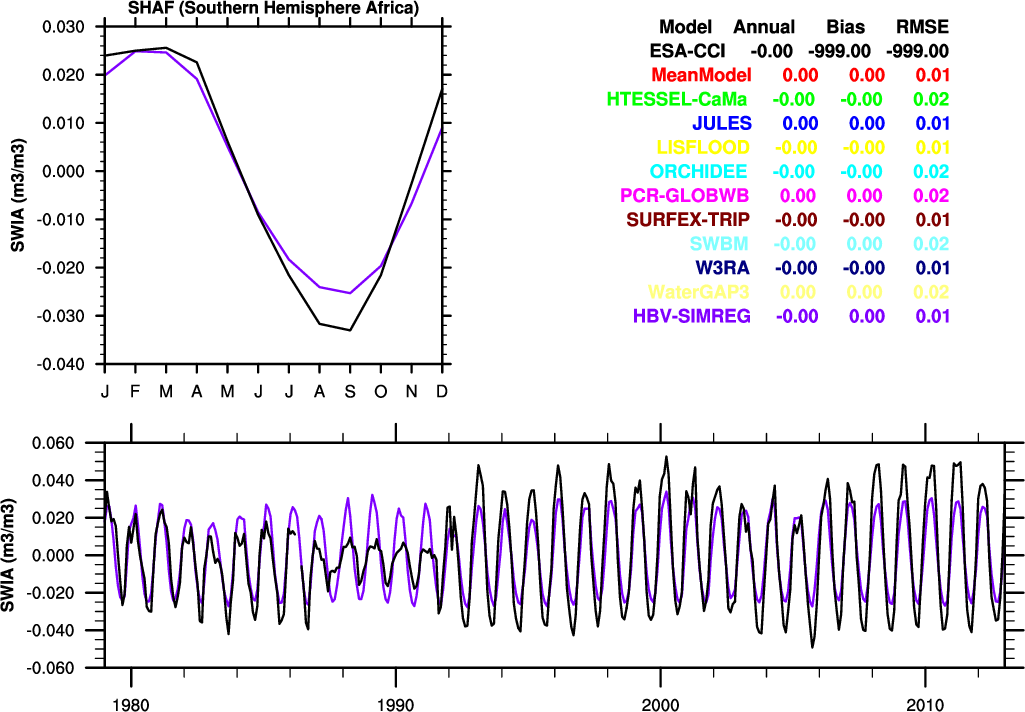 SHAF (Southern Hemisphere Africa)
0.030
0.020
0.010
0.000
-0.010
-0.020
-0.030
-0.040
SWIA (m3/m3)
J F M A M J J A S O N D
Model Annual Bias RMSE
ESA-CCI -0.00 -999.00 -999.00
MeanModel 0.00 0.00 0.01
HTESSEL-CaMa -0.00 -0.00 0.02
JULES 0.00 0.00 0.01
LISFLOOD -0.00 -0.00 0.01
ORCHIDEE -0.00 -0.00 0.02
PCR-GLOBWB 0.00 0.00 0.02
SURFEX-TRIP -0.00 -0.00 0.01
SWBM -0.00 0.00 0.02
W3RA -0.00 -0.00 0.01
WaterGAP3 0.00 0.00 0.02
HBV-SIMREG -0.00 0.00 0.01
0.060
0.040
0.020
0.000
-0.020
-0.040
-0.060
SWIA (m3/m3)
1980 1990 2000 2010